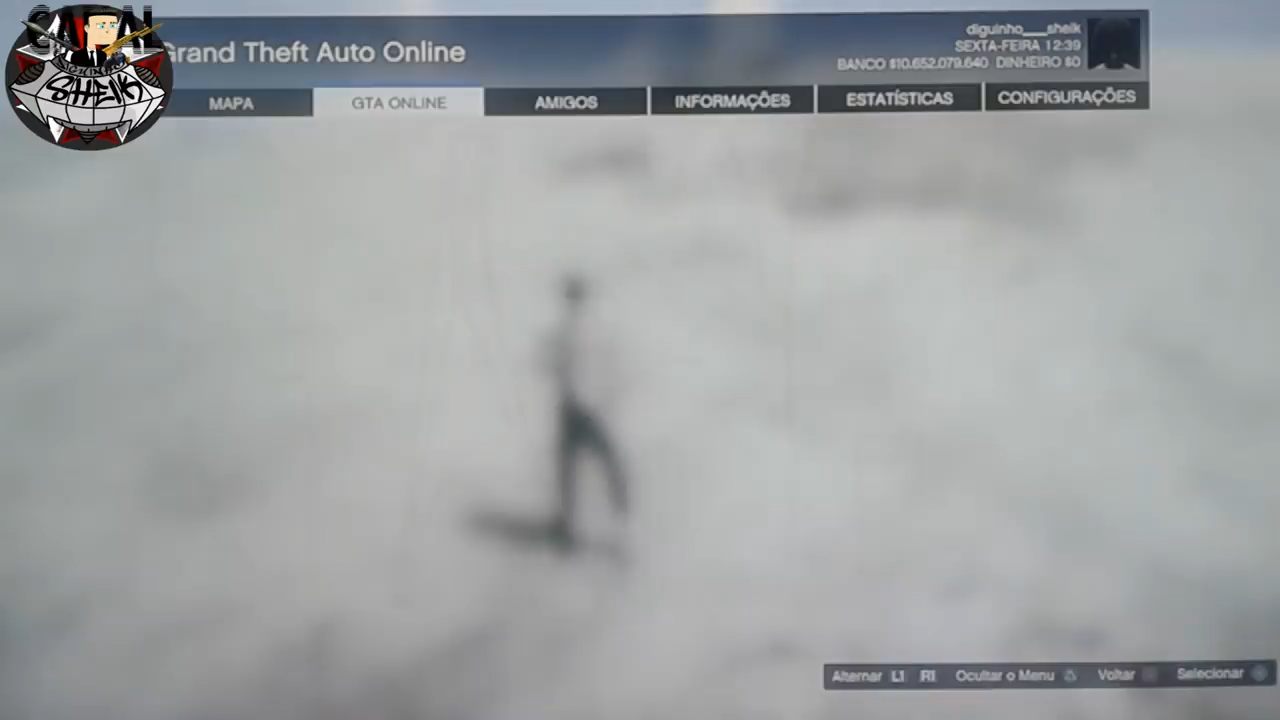 CANAL
SHEIK
Grand Theft Auto Online
diguinho___sheik
SEXTA-FEIRA 12:39
BANCO $10.652.079.640 DINHEIRO $0
MAPA
GTA ONLINE
AMIGOS
INFORMAÇÕES
ESTATÍSTICAS
CONFIGURAÇÕES
Alternar L1 R1 Ocultar o Menu Voltar Selecionar